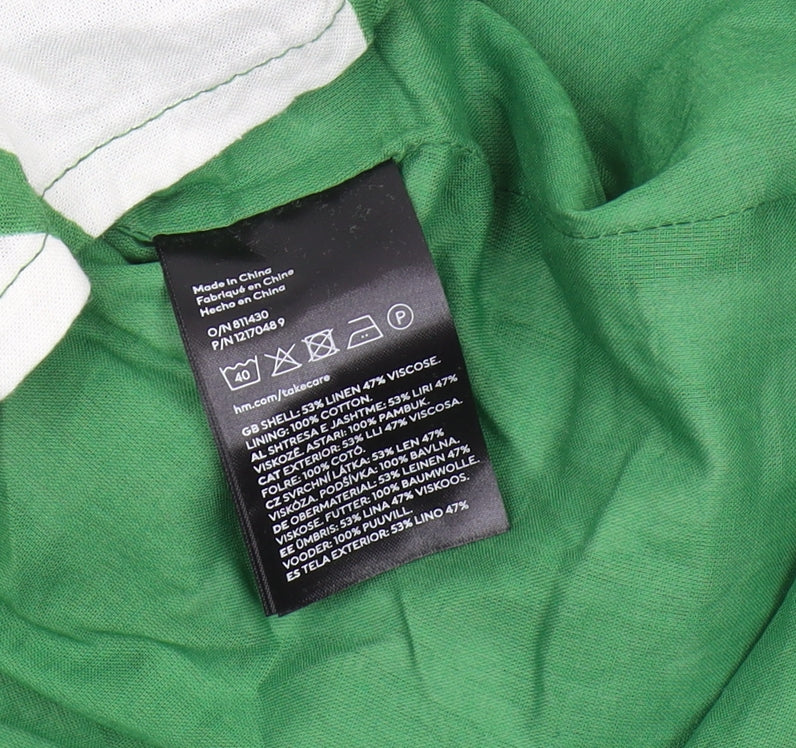 Made in China
Fabriqué en Chine
Hecho en China
O/N 811430
P/N 1217048 9
40
P
hm.com/takecare
GB SHELL: 53% LINEN 47% VISCOSE.
LINING: 100% COTTON.
AL SHTRESA E JASHTME: 53% LIRI 47%
VISKOZË. ASTARI: 100% PAMBUK.
CAT EXTERIOR: 53% LLI 47% VISCOSA.
FOLRE: 100% COTÓ.
CZ SVRCHNÍ LÁTKA: 53% LEN 47%
VISKÓZA. PODŠÍVKA: 100% BAVLNA.
DE OBERMATERIAL: 53% LEINEN 47%
VISKOSE. FUTTER: 100% BAUMWOLLE.
EE ÜMBRIS: 53% LINA 47% VISKOOS.
VOODER: 100% PUUVILL.
ES TELA EXTERIOR: 53% LINO 47%